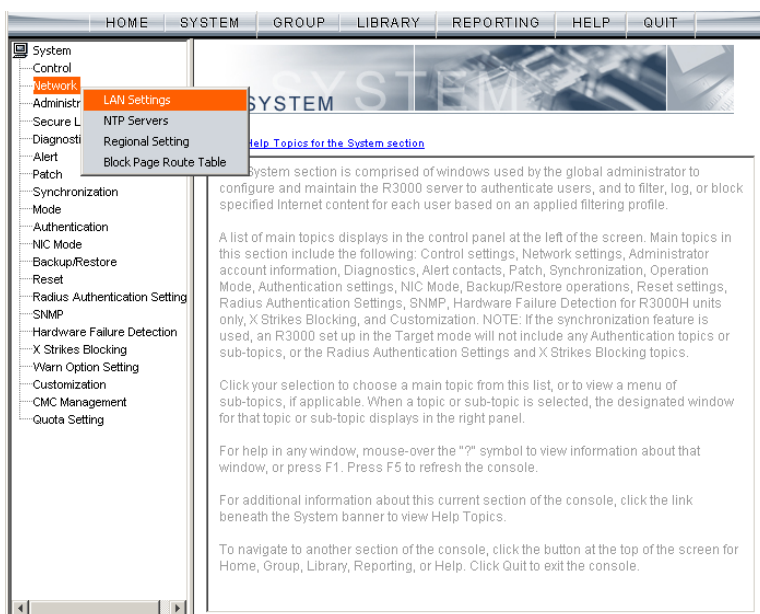 HOME SYSTEM GROUP LIBRARY REPORTING HELP QUIT
System
Control
Network
Administr
Secure L
Diagnosti
Alert
Patch
Synchronization
Mode
Authentication
NIC Mode
Backup/Restore
Reset
Radius Authentication Setting
SNMP
Hardware Failure Detection
X Strikes Blocking
Warn Option Setting
Customization
CMC Management
Quota Setting
LAN Settings
NTP Servers
Regional Setting
Block Page Route Table
SYSTEM
YSTEM
Help Topics for the System section
System section is comprised of windows used by the global administrator to
configure and maintain the R3000 server to authenticate users, and to filter, log, or block
specified Internet content for each user based on an applied filtering profile.
A list of main topics displays in the control panel at the left of the screen. Main topics in
this section include the following: Control settings, Network settings, Administrator
account information, Diagnostics, Alert contacts, Patch, Synchronization, Operation
Mode, Authentication settings, NIC Mode, Backup/Restore operations, Reset settings,
Radius Authentication Settings, SNMP, Hardware Failure Detection for R3000H units
only, X Strikes Blocking, and Customization. NOTE: If the synchronization feature is
used, an R3000 set up in the Target mode will not include any Authentication topics or
sub-topics, or the Radius Authentication Settings and X Strikes Blocking topics.
Click your selection to choose a main topic from this list, or to view a menu of
sub-topics, if applicable. When a topic or sub-topic is selected, the designated window
for that topic or sub-topic displays in the right panel.
For help in any window, mouse-over the "?" symbol to view information about that
window, or press F1. Press F5 to refresh the console.
For additional information about this current section of the console, click the link
beneath the System banner to view Help Topics.
To navigate to another section of the console, click the button at the top of the screen for
Home, Group, Library, Reporting, or Help. Click Quit to exit the console.